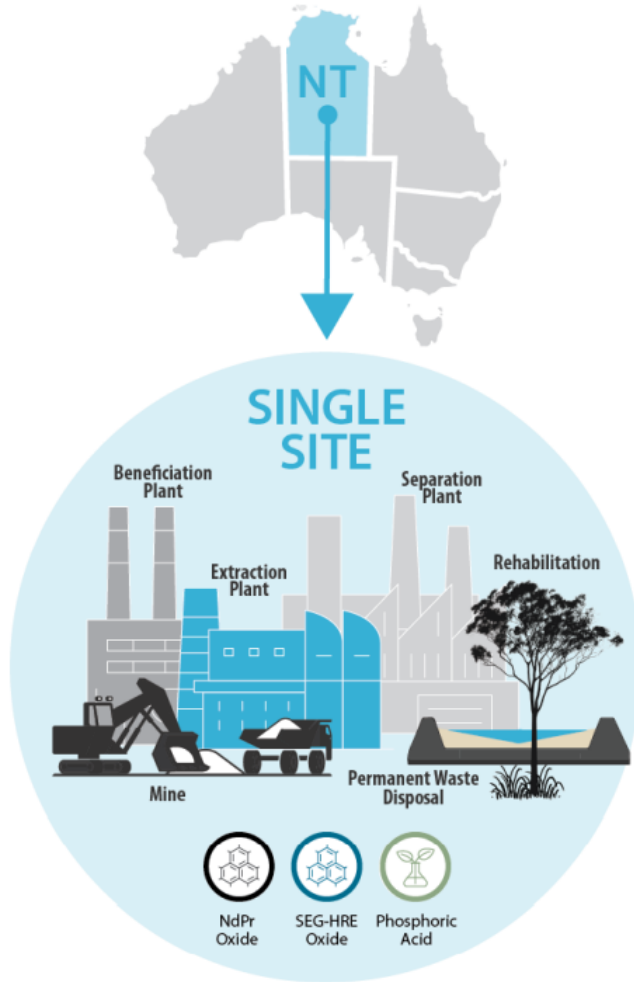 NT
SINGLE
SITE
Beneficiation
Plant
Separation
Plant
Extraction
Plant
Rehabilitation
Mine
Permanent Waste
Disposal
NdPr
Oxide
SEG-HRE
Oxide
Phosphoric
Acid